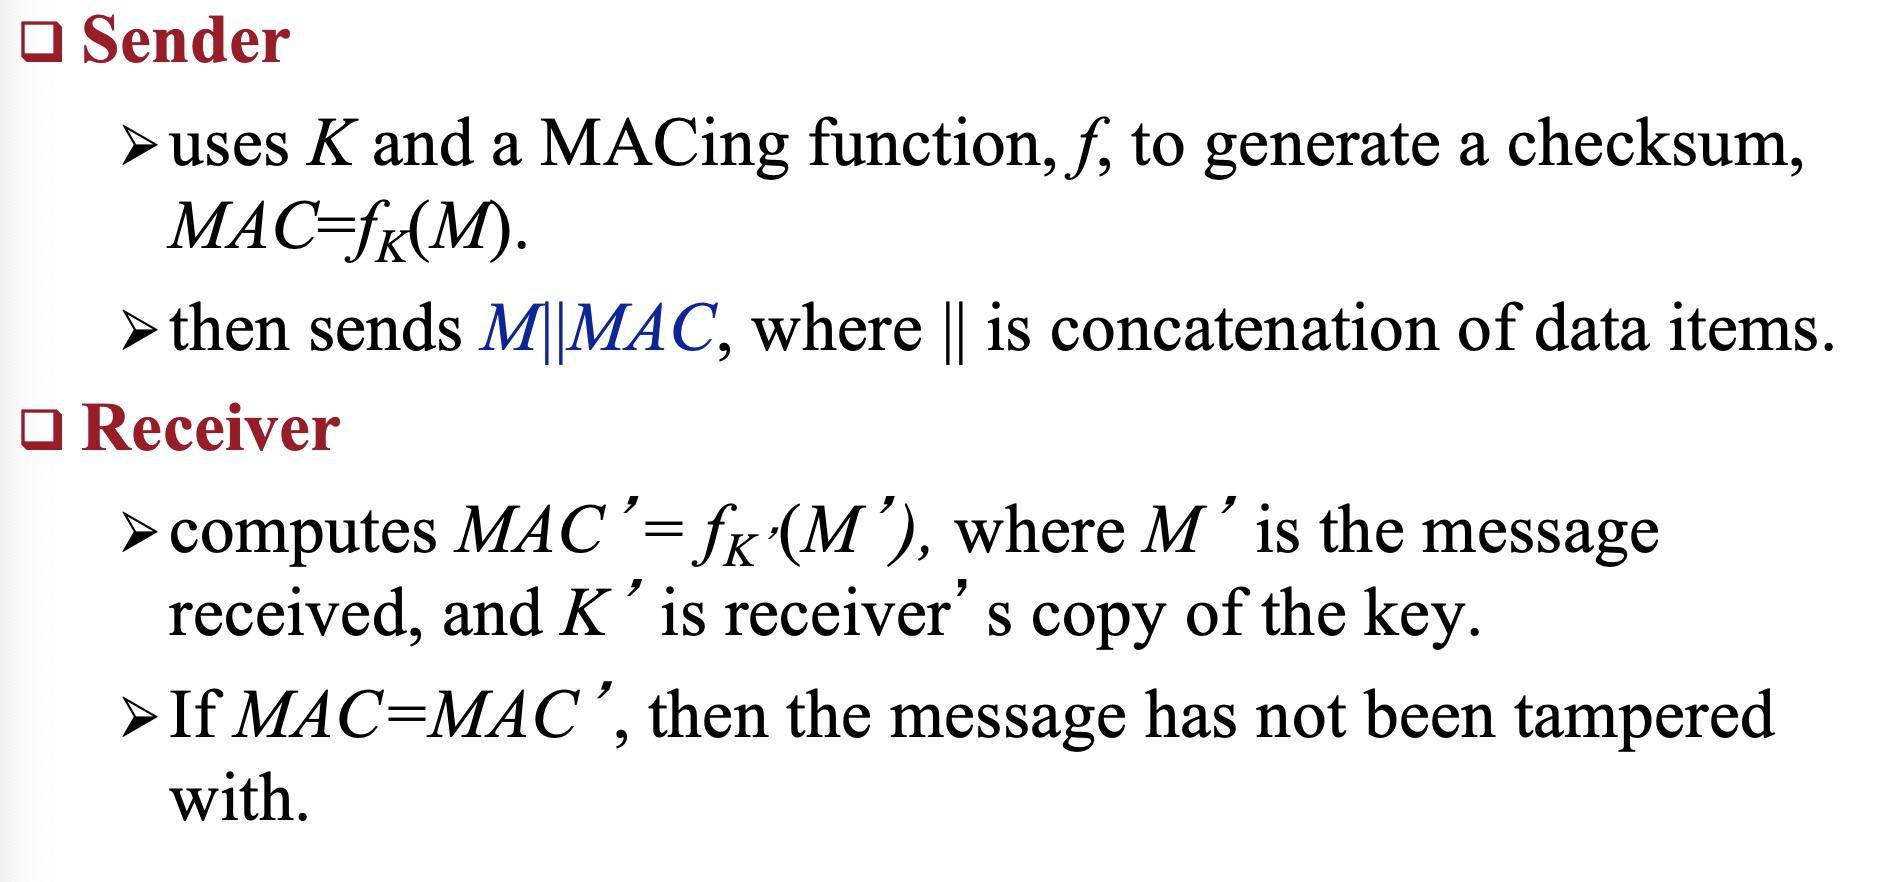 ❑ Sender
➢ uses K and a MACing function, f, to generate a checksum,
MAC=fK(M).
➢ then sends M||MAC, where || is concatenation of data items.
❑ Receiver
➢ computes MAC’= fK’(M’), where M’ is the message
received, and K’ is receiver’s copy of the key.
➢ If MAC=MAC’, then the message has not been tampered
with.